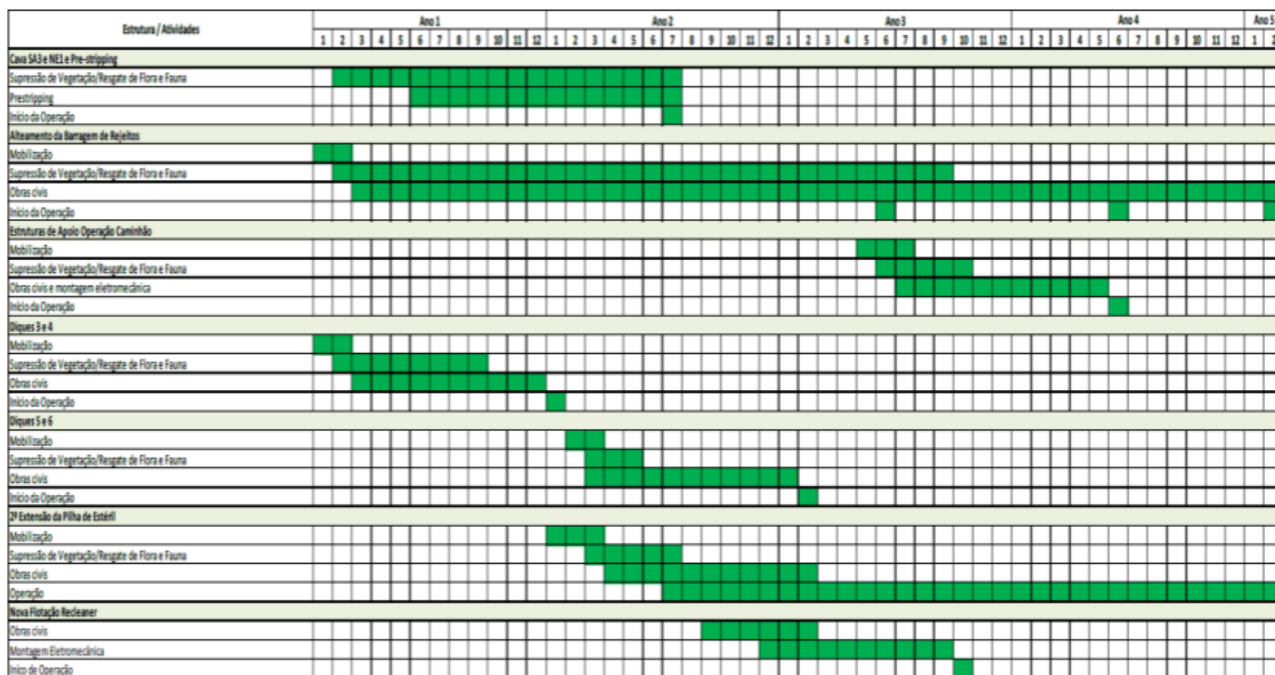 Estrutura / Atividades
Ano 1 Ano 2 Ano 3 Ano 4 Ano 5
1 2 3 4 5 6 7 8 9 10 11 12 1 2 3 4 5 6 7 8 9 10 11 12 1 2 3 4 5 6 7 8 9 10 11 12 1 2 3 4 5 6 7 8 9 10 11 12 1 2
Cava SA3 e NE1 e Pre-stripping
Supressão de Vegetação/Resgate de Flora e Fauna
Prestripping
Início da Operação
Alteamento da Barragem de Rejeitos
Mobilização
Supressão de Vegetação/Resgate de Flora e Fauna
Obras civis
Início da Operação
Estruturas de Apoio Operação Caminhão
Mobilização
Supressão de Vegetação/Resgate de Flora e Fauna
Obras civis e montagem eletromecânica
Início da Operação
Diques 3 e 4
Mobilização
Supressão de Vegetação/Resgate de Flora e Fauna
Obras civis
Início da Operação
Diques 5 e 6
Mobilização
Supressão de Vegetação/Resgate de Flora e Fauna
Obras civis
Início da Operação
2ª Extensão da Pilha de Estéril
Mobilização
Supressão de Vegetação/Resgate de Flora e Fauna
Obras civis
Operação
Nova Flotação Recleaner
Obras civis
Montagem Eletromecânica
Iníco de Operação